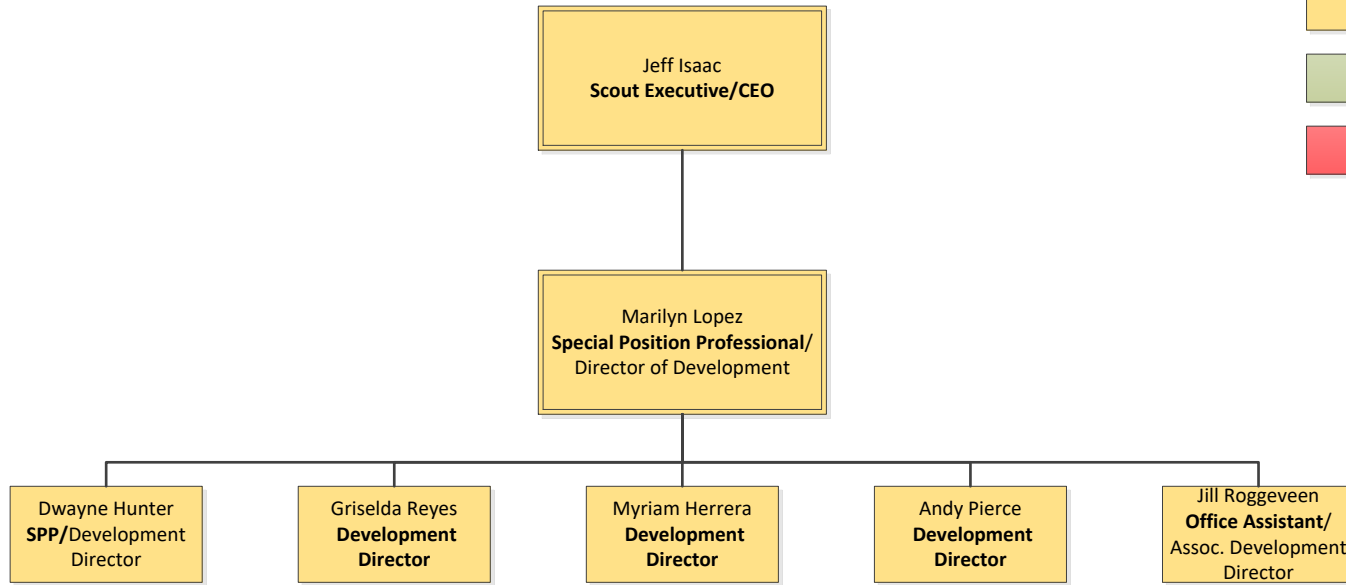 Jeff Isaac
Scout Executive/CEO
Marilyn Lopez
Special Position Professional/
Director of Development
Dwayne Hunter
SPP/Development
Director
Griselda Reyes
Development
Director
Myriam Herrera
Development
Director
Andy Pierce
Development
Director
Jill Roggeveen
Office Assistant/
Assoc. Development
Director